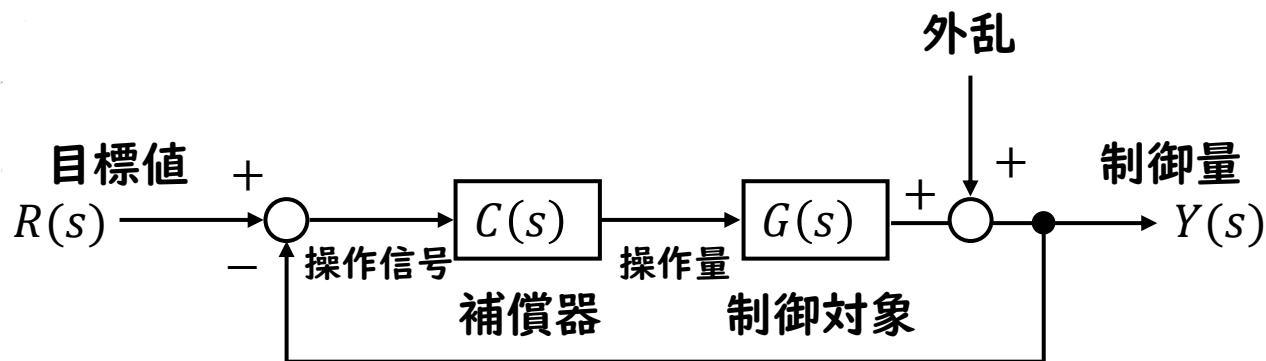 外乱
目標値
制御量
+
+
+
R(s)
C(s)
G(s)
Y(s)
−
操作信号
操作量
補償器
制御対象